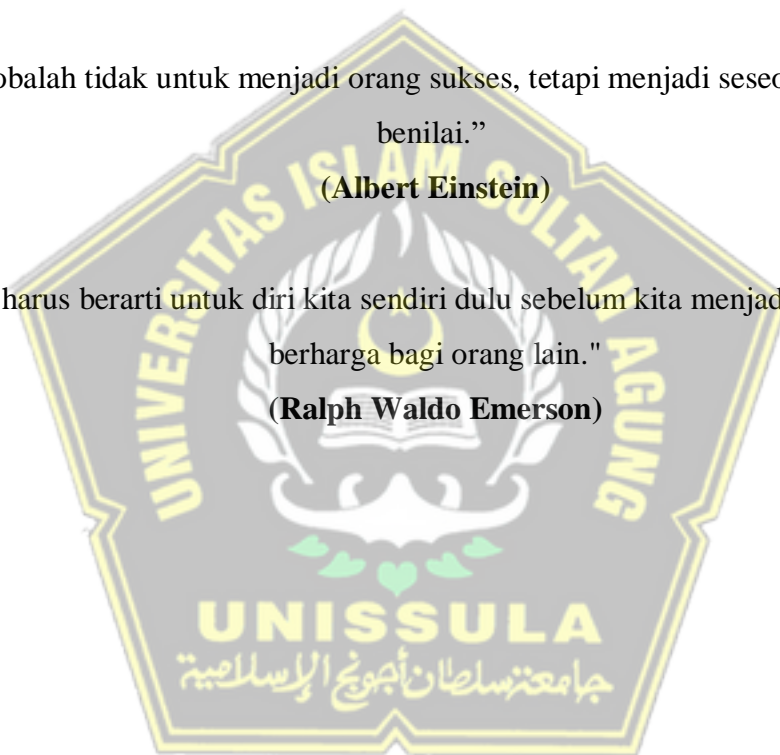 obalah tidak untuk menjadi orang sukses, tetapi menjadi seseo
benilai.”
(Albert Einstein)
UNIVERSITAS ISLAM SULTAN AGUNG
harus berarti untuk diri kita sendiri dulu sebelum kita menjad
berharga bagi orang lain."
(Ralph Waldo Emerson)
UNISSULA
جامعة سلطان أجونج الإسلامية